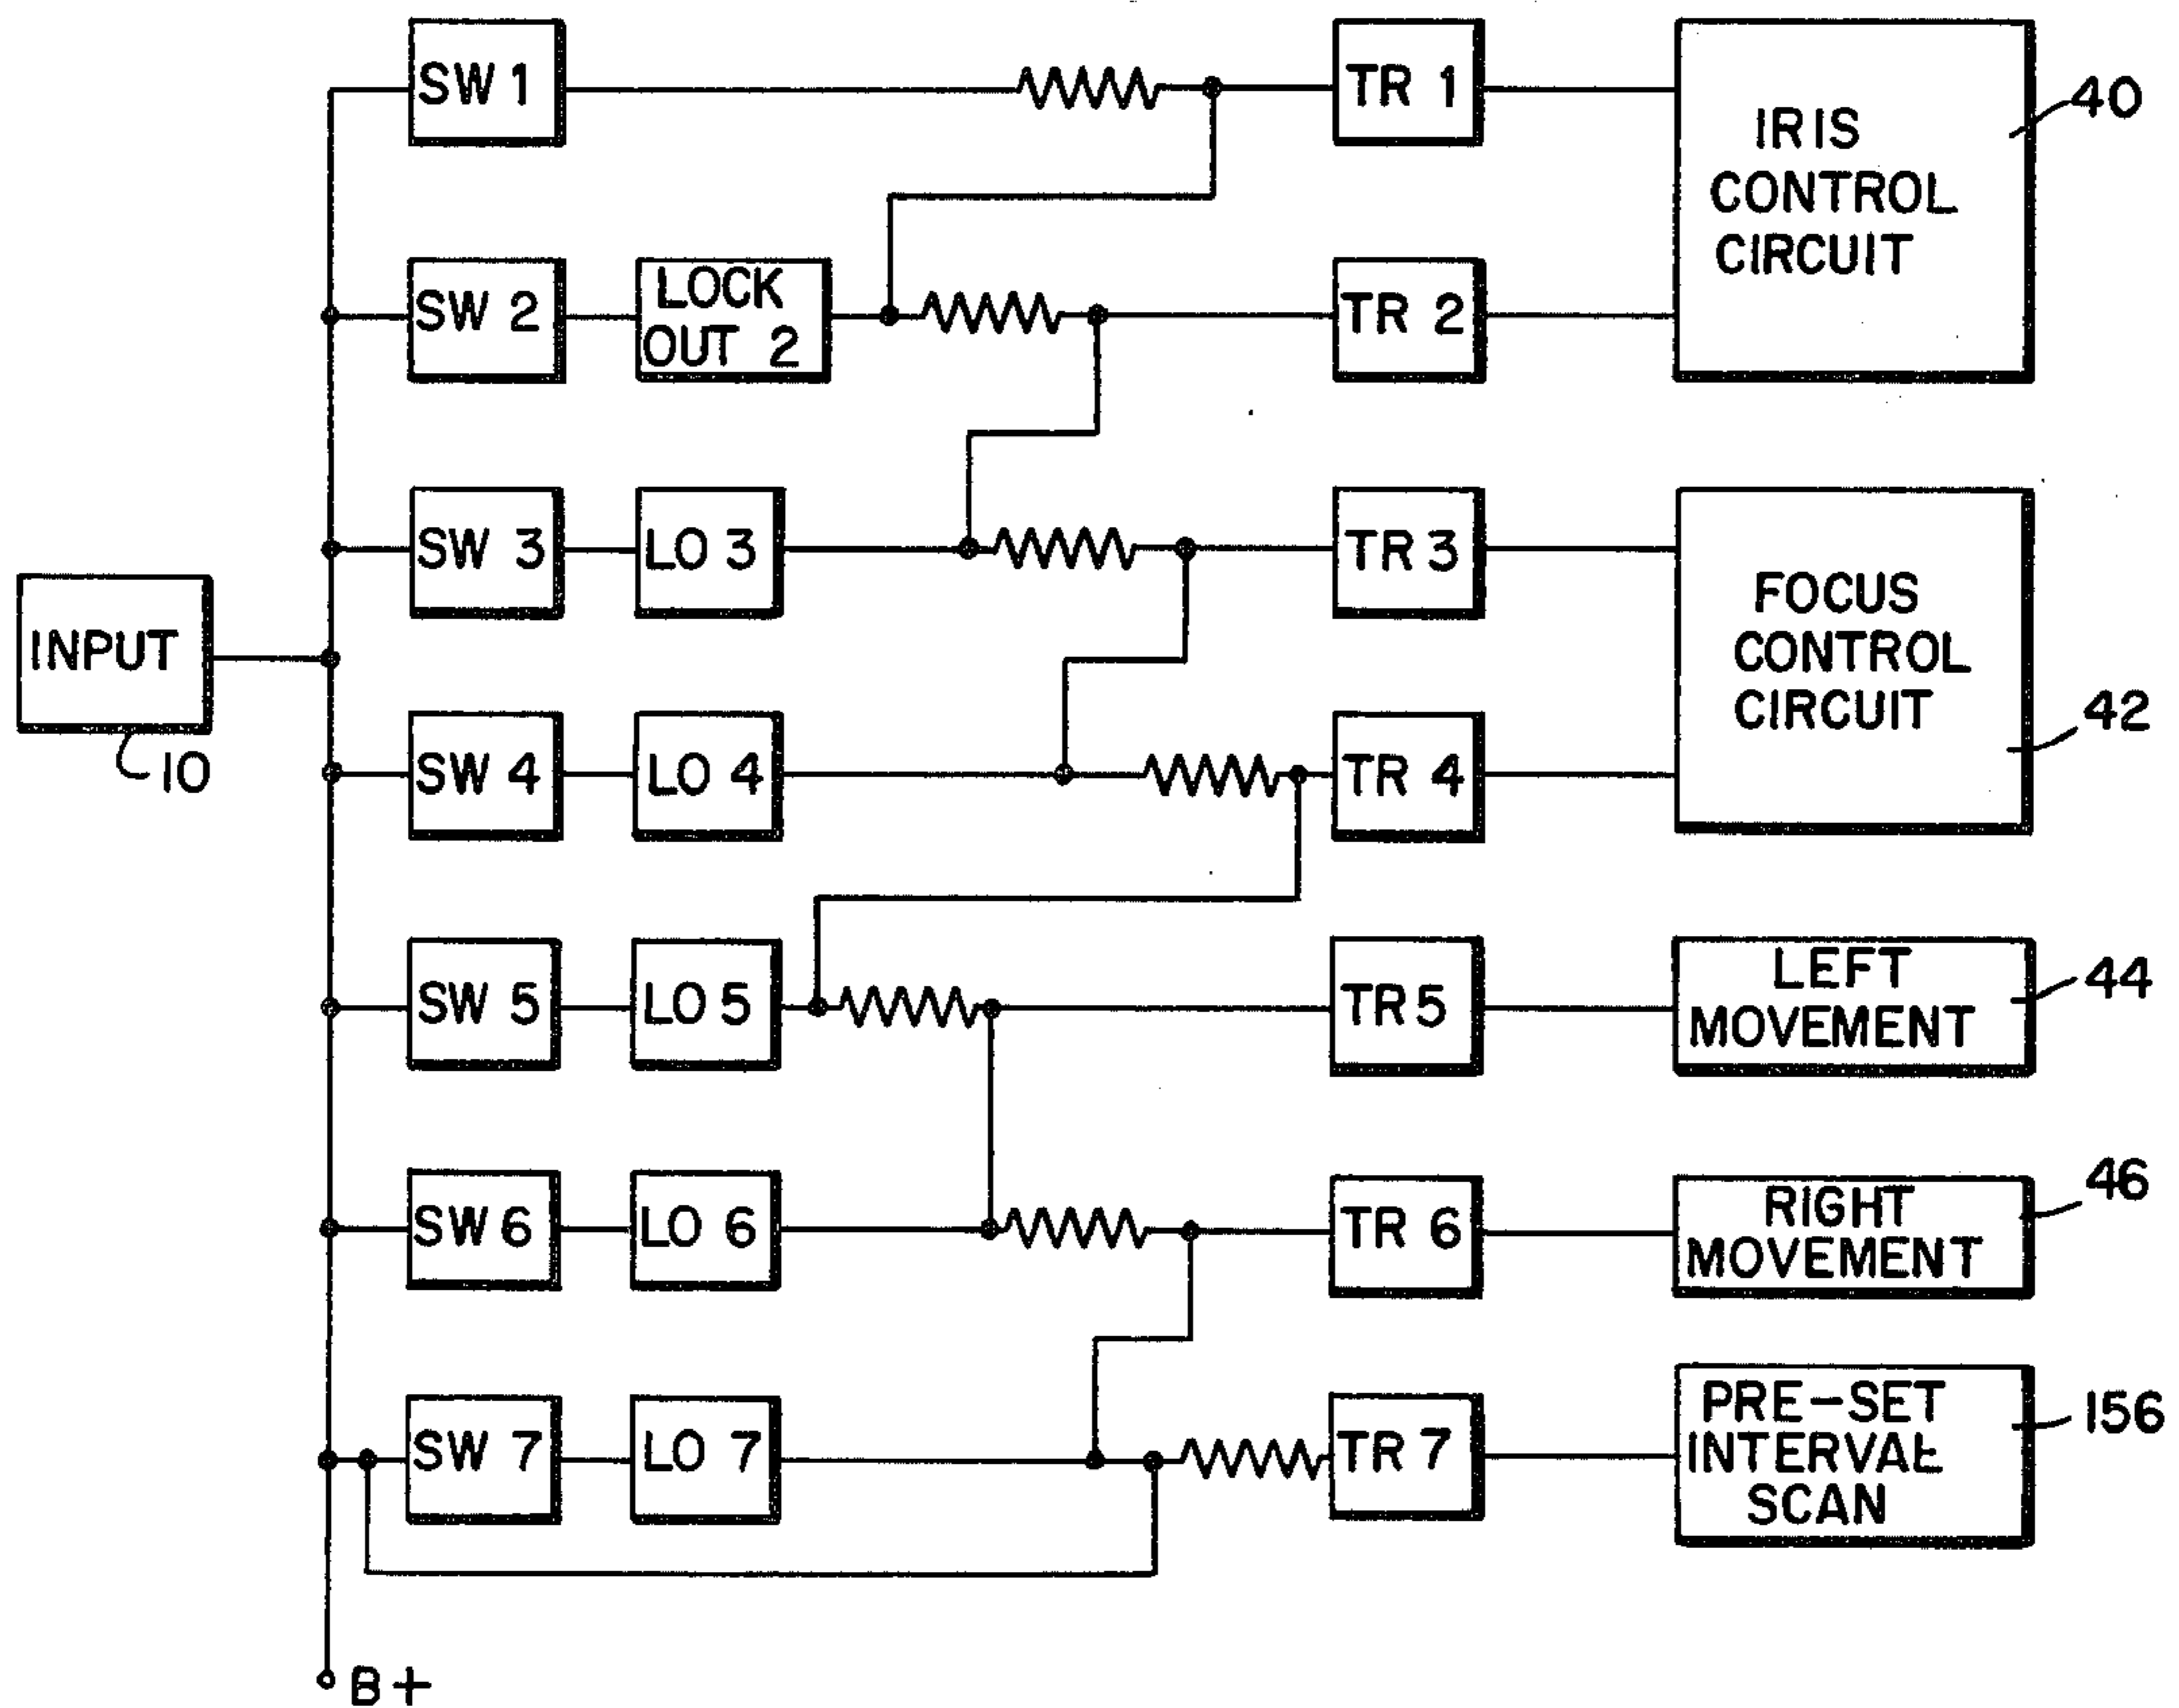 SW 1
TR 1
IRIS
CONTROL
CIRCUIT
40
SW 2
LOCK
OUT 2
TR 2
SW 3
LO 3
TR 3
FOCUS
CONTROL
CIRCUIT
42
INPUT
10
SW 4
LO 4
TR 4
SW 5
LO 5
TR 5
LEFT
MOVEMENT
44
SW 6
LO 6
TR 6
RIGHT
MOVEMENT
46
SW 7
LO 7
TR 7
PRE-SET
INTERVAL
SCAN
156
B+